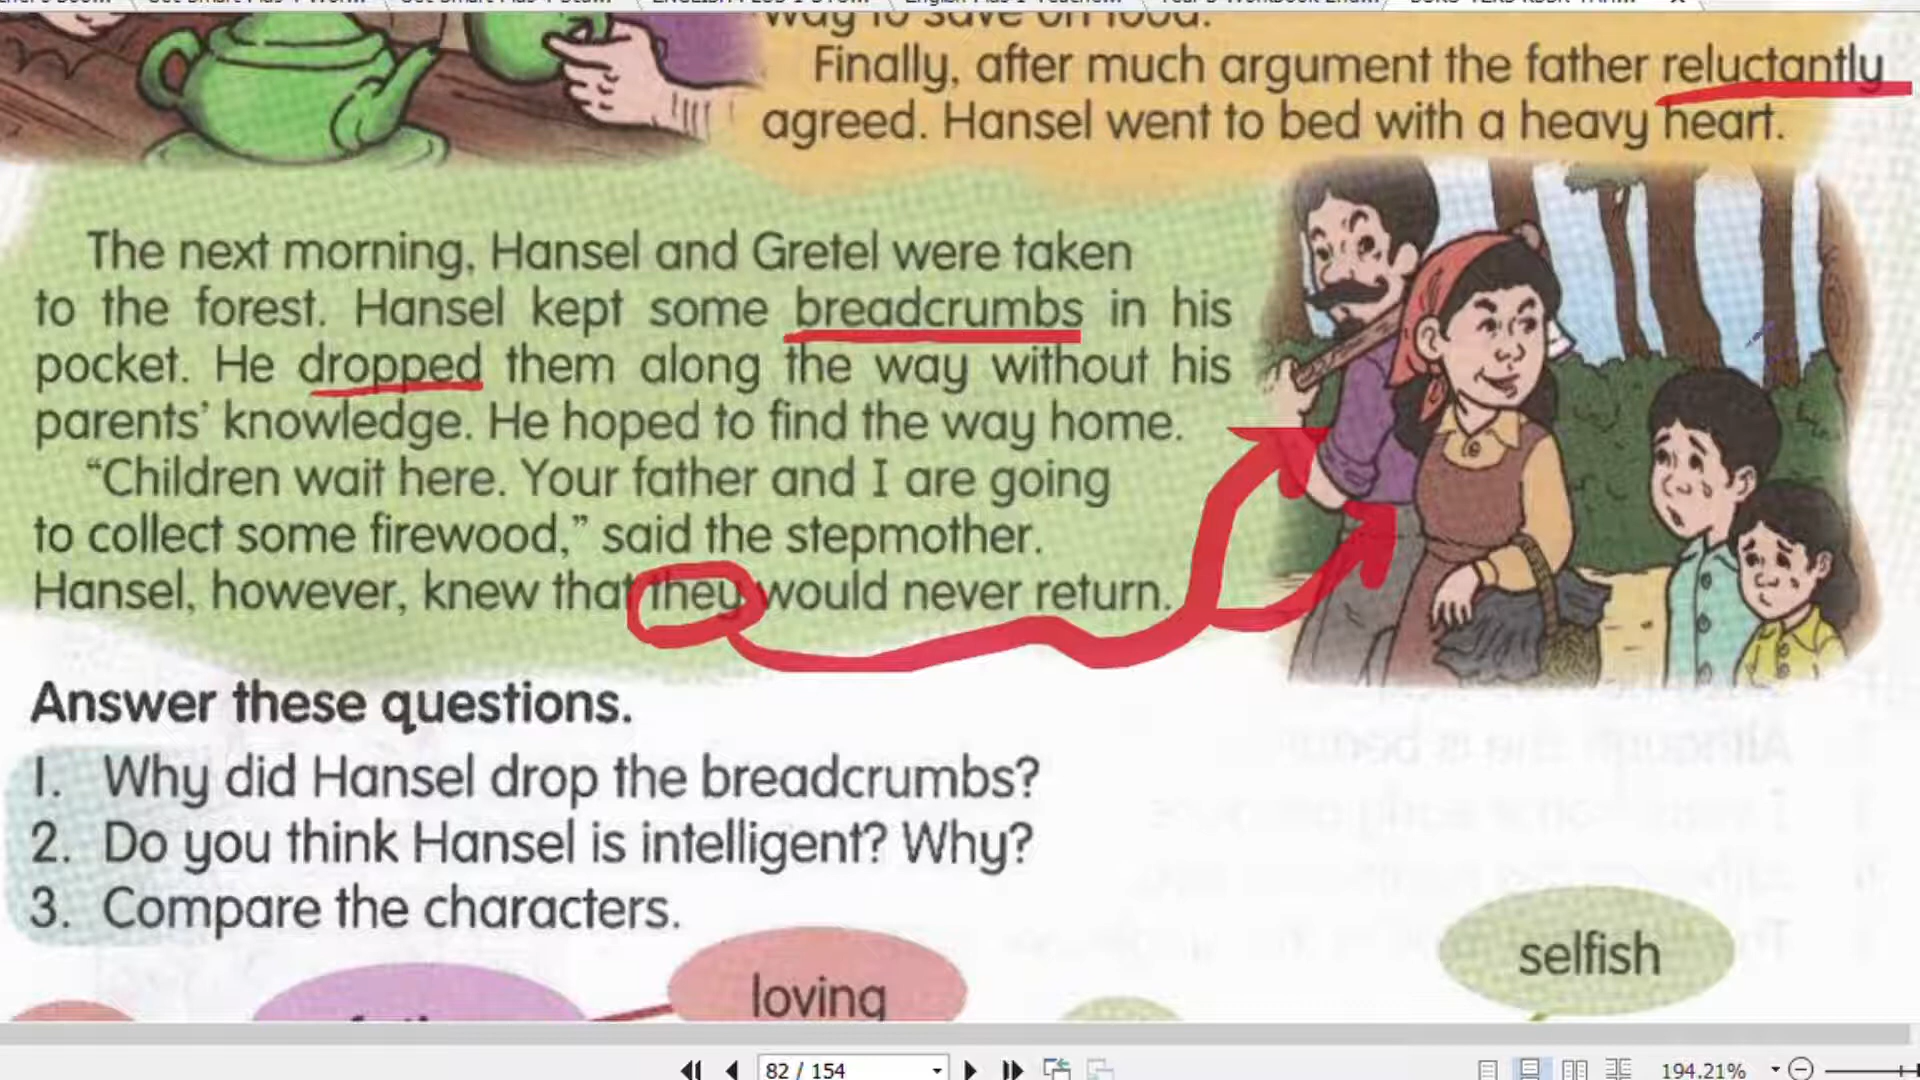 way to save on food.
Finally, after much argument the father reluctantly
agreed. Hansel went to bed with a heavy heart.
The next morning, Hansel and Gretel were taken
to the forest. Hansel kept some breadcrumbs in his
pocket. He dropped them along the way without his
parents' knowledge. He hoped to find the way home.
"Children wait here. Your father and I are going
to collect some firewood," said the stepmother.
Hansel, however, knew that they would never return.
Answer these questions.
1. Why did Hansel drop the breadcrumbs?
2. Do you think Hansel is intelligent? Why?
3. Compare the characters.
selfish
loving
82 / 154
194.21%